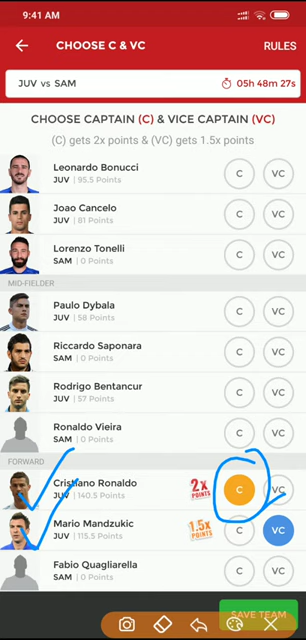 9:41 AM
CHOOSE C & VC
RULES
JUV vs SAM
05h 48m 27s
CHOOSE CAPTAIN (C) & VICE CAPTAIN (VC)
(C) gets 2x points & (VC) gets 1.5x points
Leonardo Bonucci
JUV | 95.5 Points
C VC
Joao Cancelo
JUV | 81 Points
C VC
Lorenzo Tonelli
SAM | 0 Points
C VC
MID-FIELDER
Paulo Dybala
JUV | 58 Points
C VC
Riccardo Saponara
SAM | 0 Points
C VC
Rodrigo Bentancur
JUV | 57 Points
C VC
Ronaldo Vieira
SAM | 0 Points
C VC
FORWARD
Cristiano Ronaldo
JUV | 140.5 Points
2x
POINTS
C VC
Mario Mandzukic
JUV | 115.5 Points
1.5x
POINTS
C VC
Fabio Quagliarella
SAM | 0 Points
C VC
SAVE TEAM